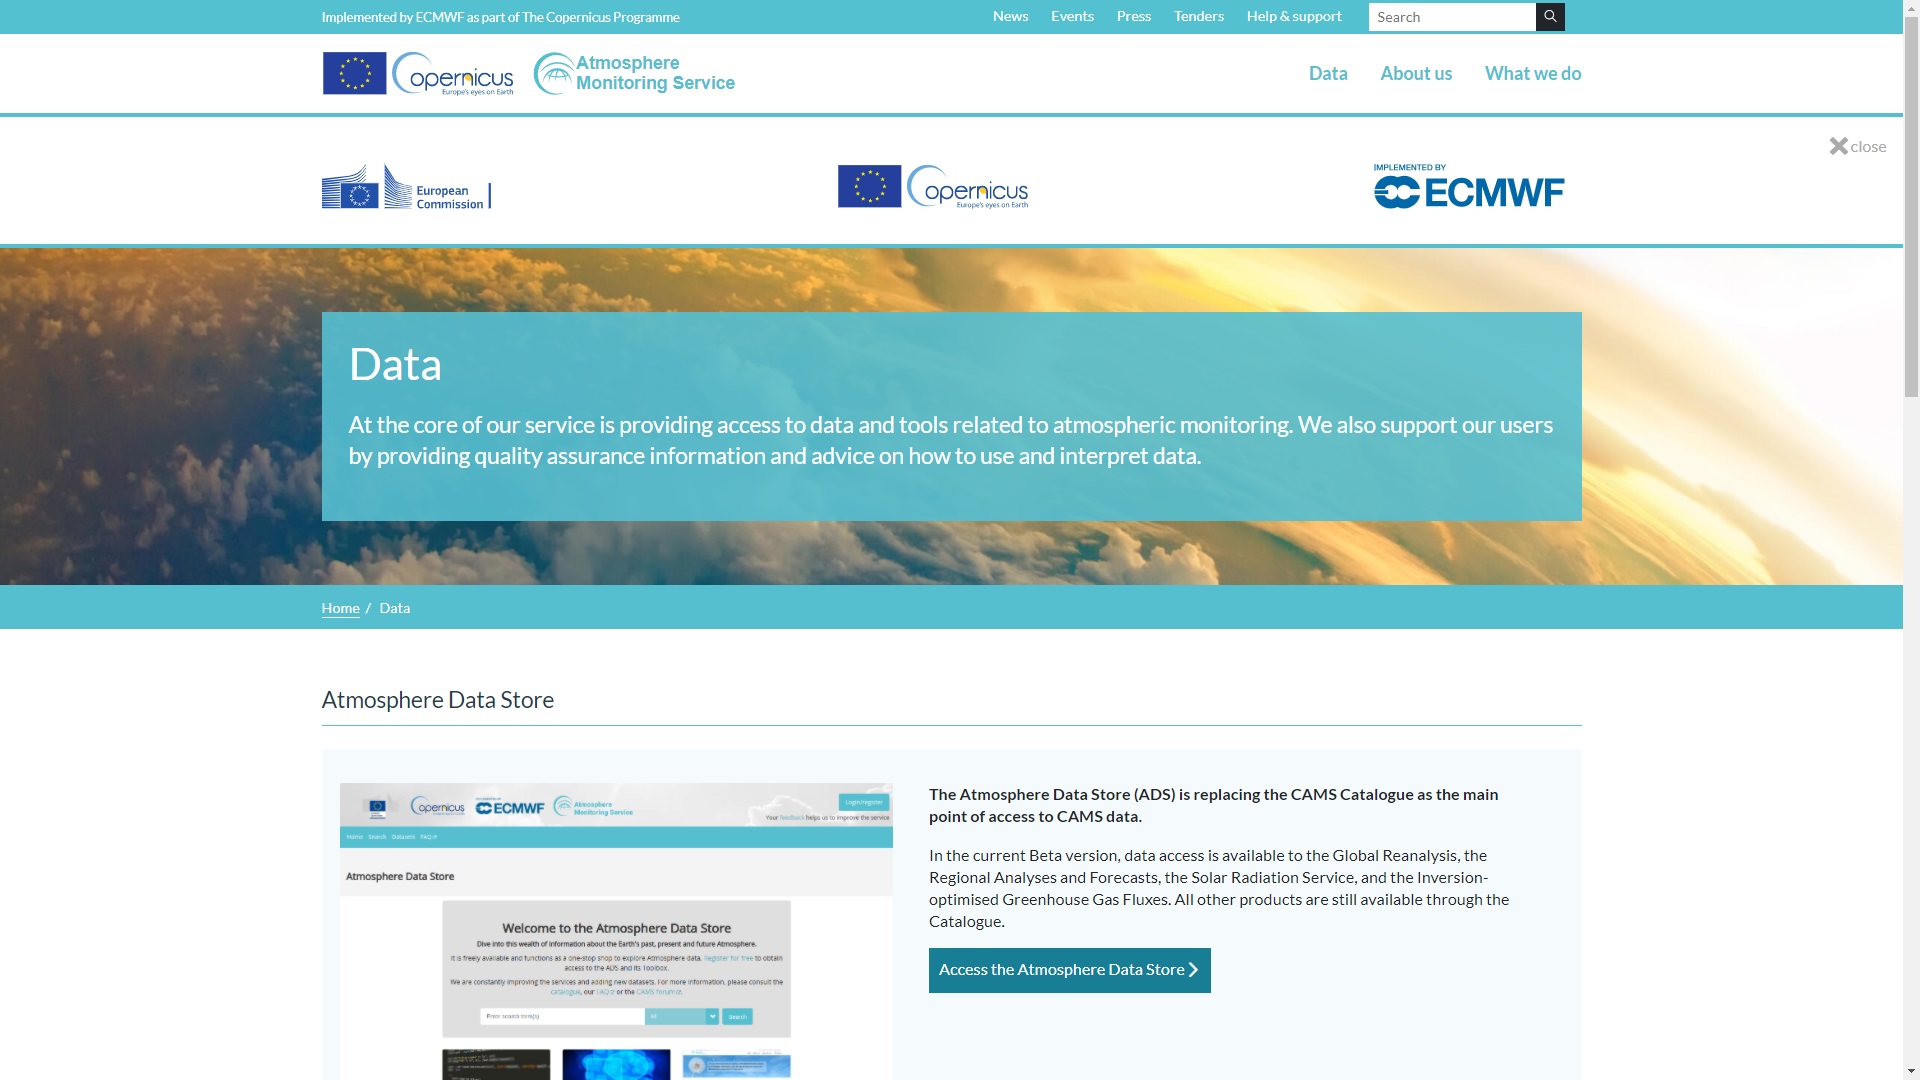 Implemented by ECMWF as part of The Copernicus Programme
News Events Press Tenders Help & support Search
opernicus
Europe's eyes on Earth
Atmosphere
Monitoring Service
Data About us What we do
close
European
Commission
opernicus
Europe's eyes on Earth
IMPLEMENTED BY
ECMWF
Data
At the core of our service is providing access to data and tools related to atmospheric monitoring. We also support our users
by providing quality assurance information and advice on how to use and interpret data.
Home / Data
Atmosphere Data Store
opernicus
ECMWF
Atmosphere
Monitoring Service
Login/register
Your feedback helps us to improve the service
Home Search Datasets FAQ
Atmosphere Data Store
Welcome to the Atmosphere Data Store
Dive into this wealth of information about the Earth's past, present and future Atmosphere.
It is freely available and functions as a one-stop shop to explore Atmosphere data. Register for free to obtain
access to the ADS and its Toolbox.
We are constantly improving the services and adding new datasets. For more information, please consult the
catalogue, our FAQ or the CAMS forum.
Enter search term(s) All Search
The Atmosphere Data Store (ADS) is replacing the CAMS Catalogue as the main
point of access to CAMS data.
In the current Beta version, data access is available to the Global Reanalysis, the
Regional Analyses and Forecasts, the Solar Radiation Service, and the Inversion-
optimised Greenhouse Gas Fluxes. All other products are still available through the
Catalogue.
Access the Atmosphere Data Store